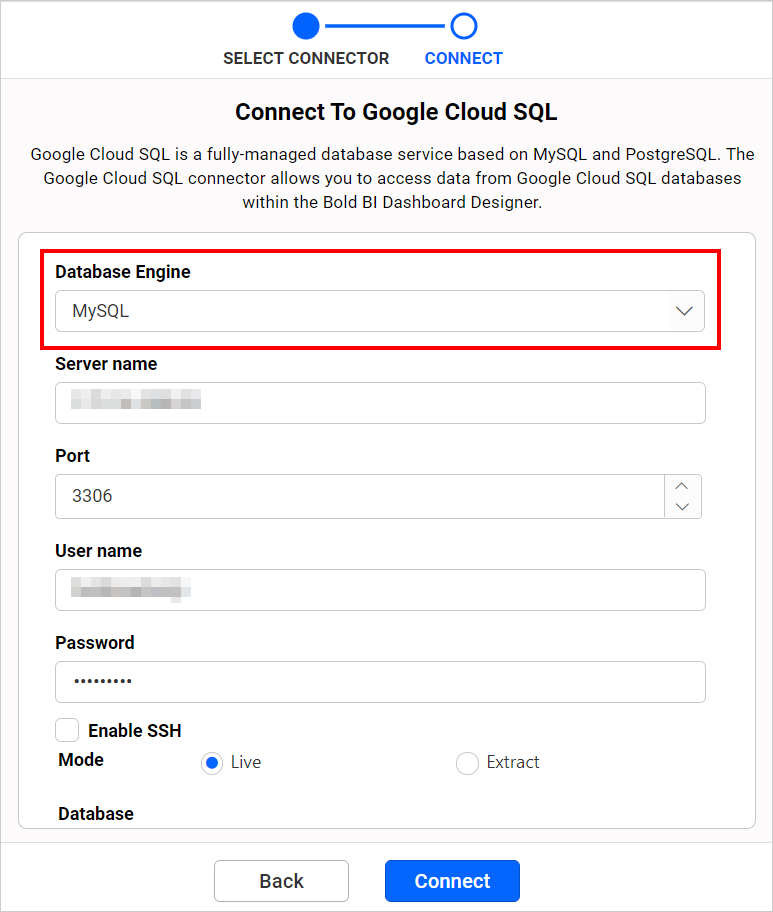 SELECT CONNECTOR
CONNECT
Connect To Google Cloud SQL
Google Cloud SQL is a fully-managed database service based on MySQL and PostgreSQL. The
Google Cloud SQL connector allows you to access data from Google Cloud SQL databases
within the Bold BI Dashboard Designer.
Database Engine
MySQL
Server name
Port
3306
User name
Password
•••••••••
Enable SSH
Mode
Live
Extract
Database
Back
Connect